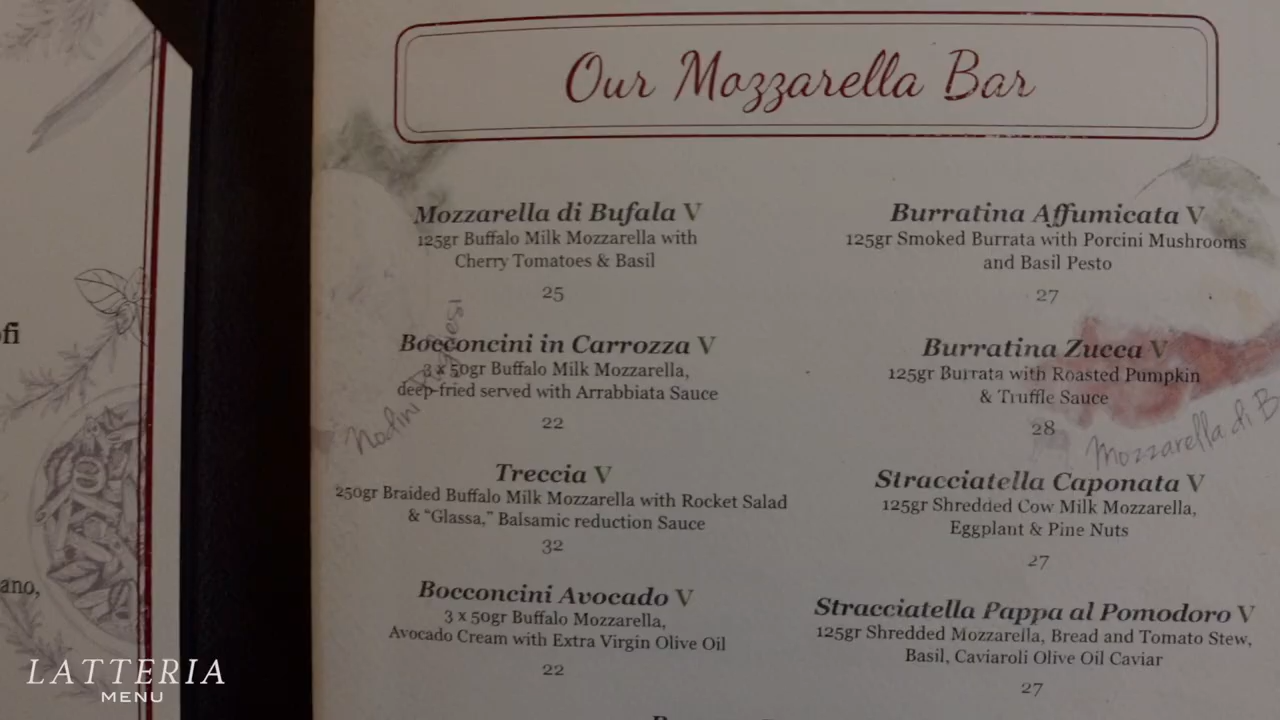 Our Mozzarella Bar
Mozzarella di Bufala V
125gr Buffalo Milk Mozzarella with
Cherry Tomatoes & Basil
25
Bocconcini in Carrozza V
3 x 50gr Buffalo Milk Mozzarella,
deep-fried served with Arrabbiata Sauce
22
Treccia V
250gr Braided Buffalo Milk Mozzarella with Rocket Salad
& “Glassa,” Balsamic reduction Sauce
32
Bocconcini Avocado V
3 x 50gr Buffalo Mozzarella,
Avocado Cream with Extra Virgin Olive Oil
22
Burratina Affumicata V
125gr Smoked Burrata with Porcini Mushrooms
and Basil Pesto
27
Burratina Zucca V
125gr Burrata with Roasted Pumpkin
& Truffle Sauce
28
Mozzarella di B
Stracciatella Caponata V
125gr Shredded Cow Milk Mozzarella,
Eggplant & Pine Nuts
27
Stracciatella Pappa al Pomodoro V
125gr Shredded Mozzarella, Bread and Tomato Stew,
Basil, Caviaroli Olive Oil Caviar
27
ofi
ano,
LATTERIA
MENU